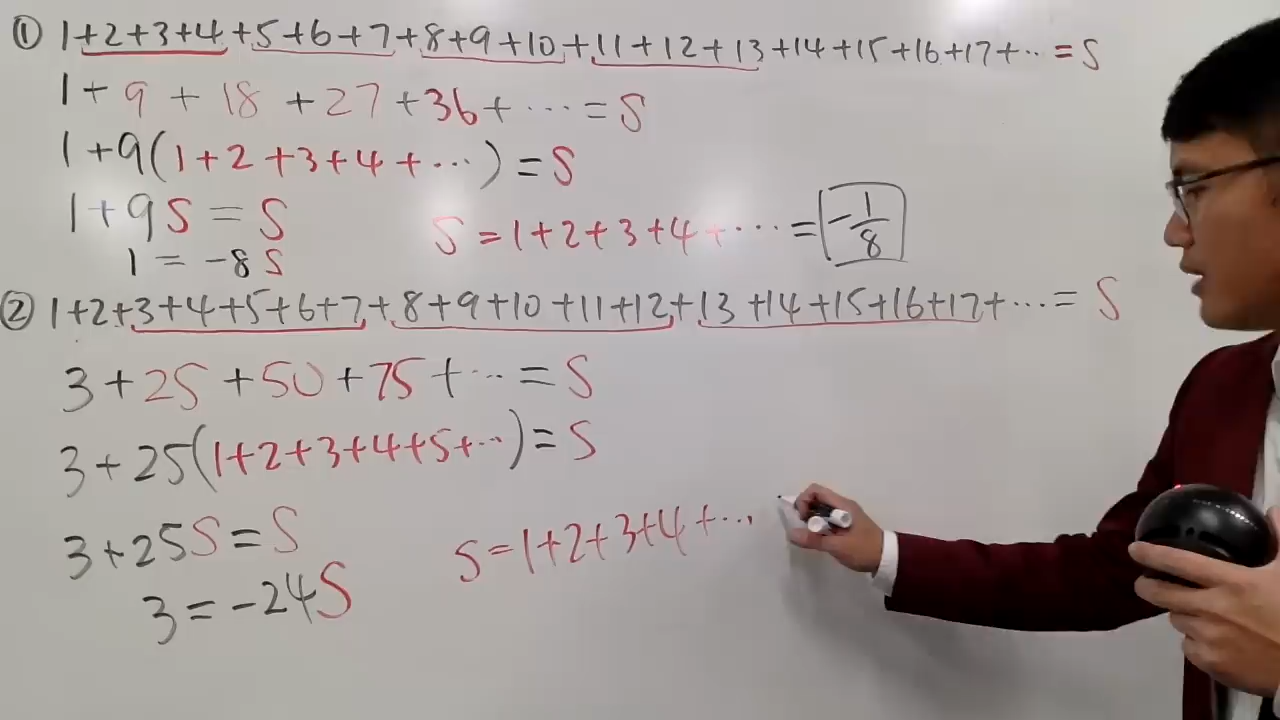 ① 1+2+3+4+5+6+7+8+9+10+11+12+13+14+15+16+17+⋯=S
1+9+18+27+36+⋯=S
1+9(1+2+3+4+⋯)=S
1+9S=S
1=-8S
S=1+2+3+4+⋯=-1/8
② 1+2+3+4+5+6+7+8+9+10+11+12+13+14+15+16+17+⋯=S
3+25+50+75+⋯=S
3+25(1+2+3+4+5+⋯)=S
3+25S=S
3=-24S
S=1+2+3+4+⋯